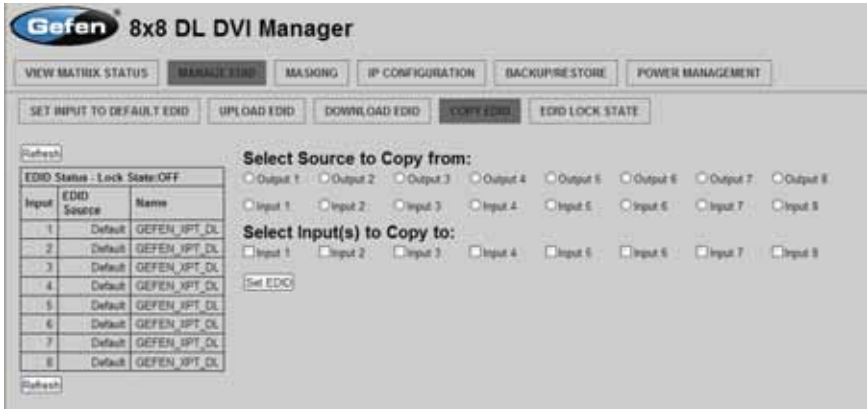 Gefen 8x8 DL DVI Manager
VIEW MATRIX STATUS MANAGE EDID MASKING IP CONFIGURATION BACKUP/RESTORE POWER MANAGEMENT
SET INPUT TO DEFAULT EDID UPLOAD EDID DOWNLOAD EDID COPY EDID EDID LOCK STATE
Refresh
EDID Status - Lock State:OFF
Input EDID Source Name
1 Default GEFEN_XPT_DL
2 Default GEFEN_XPT_DL
3 Default GEFEN_XPT_DL
4 Default GEFEN_XPT_DL
5 Default GEFEN_XPT_DL
6 Default GEFEN_XPT_DL
7 Default GEFEN_XPT_DL
8 Default GEFEN_XPT_DL
Refresh
Select Source to Copy from:
Output 1 Output 2 Output 3 Output 4 Output 5 Output 6 Output 7 Output 8
Input 1 Input 2 Input 3 Input 4 Input 5 Input 6 Input 7 Input 8
Select Input(s) to Copy to:
Input 1 Input 2 Input 3 Input 4 Input 5 Input 6 Input 7 Input 8
Set EDID